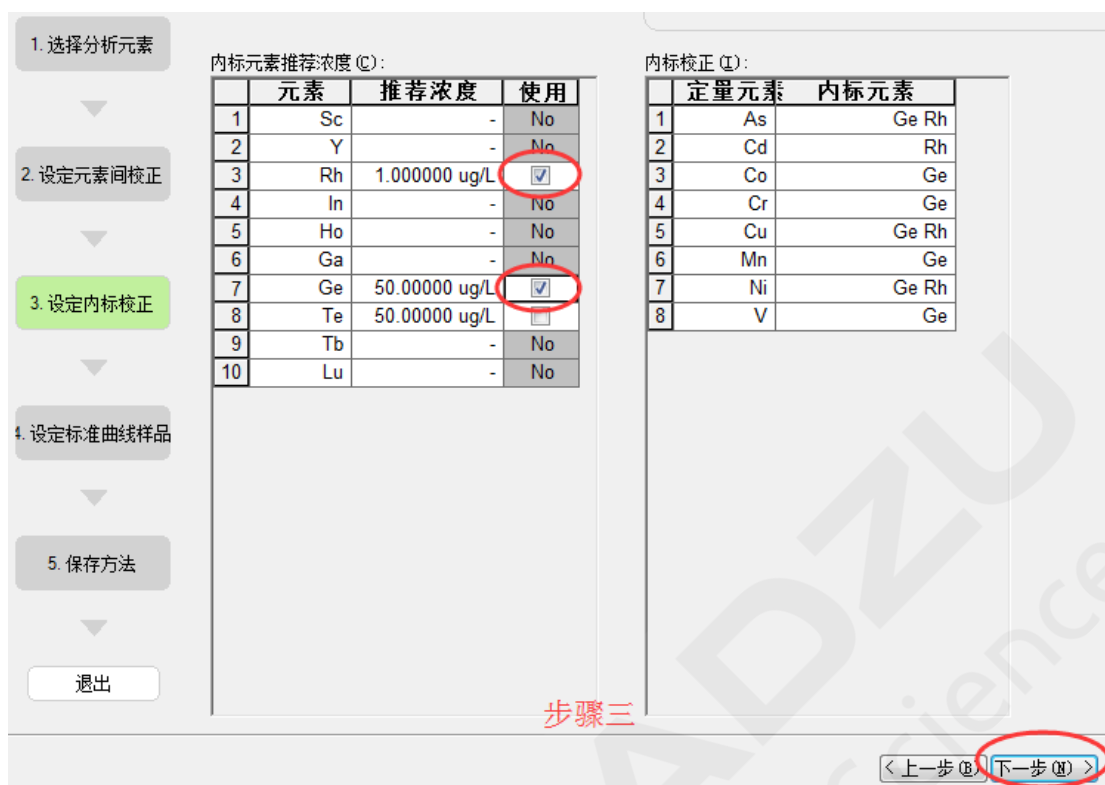 1. 选择分析元素
2. 设定元素间校正
3. 设定内标校正
4. 设定标准曲线样品
5. 保存方法
退出
内标元素推荐浓度(C):
元素 推荐浓度 使用
1 Sc - No
2 Y - No
3 Rh 1.000000 ug/L
4 In - No
5 Ho - No
6 Ga - No
7 Ge 50.00000 ug/L
8 Te 50.00000 ug/L
9 Tb - No
10 Lu - No
内标校正(I):
定量元素 内标元素
1 As Ge Rh
2 Cd Rh
3 Co Ge
4 Cr Ge
5 Cu Ge Rh
6 Mn Ge
7 Ni Ge Rh
8 V Ge
步骤三
<上一步(B) 下一步(N) >
ADZU
science